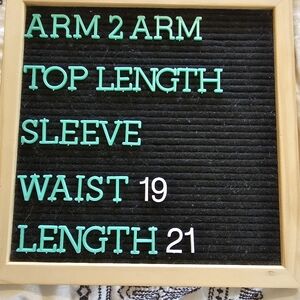 ARM 2 ARM
TOP LENGTH
SLEEVE
WAIST 19
LENGTH 21